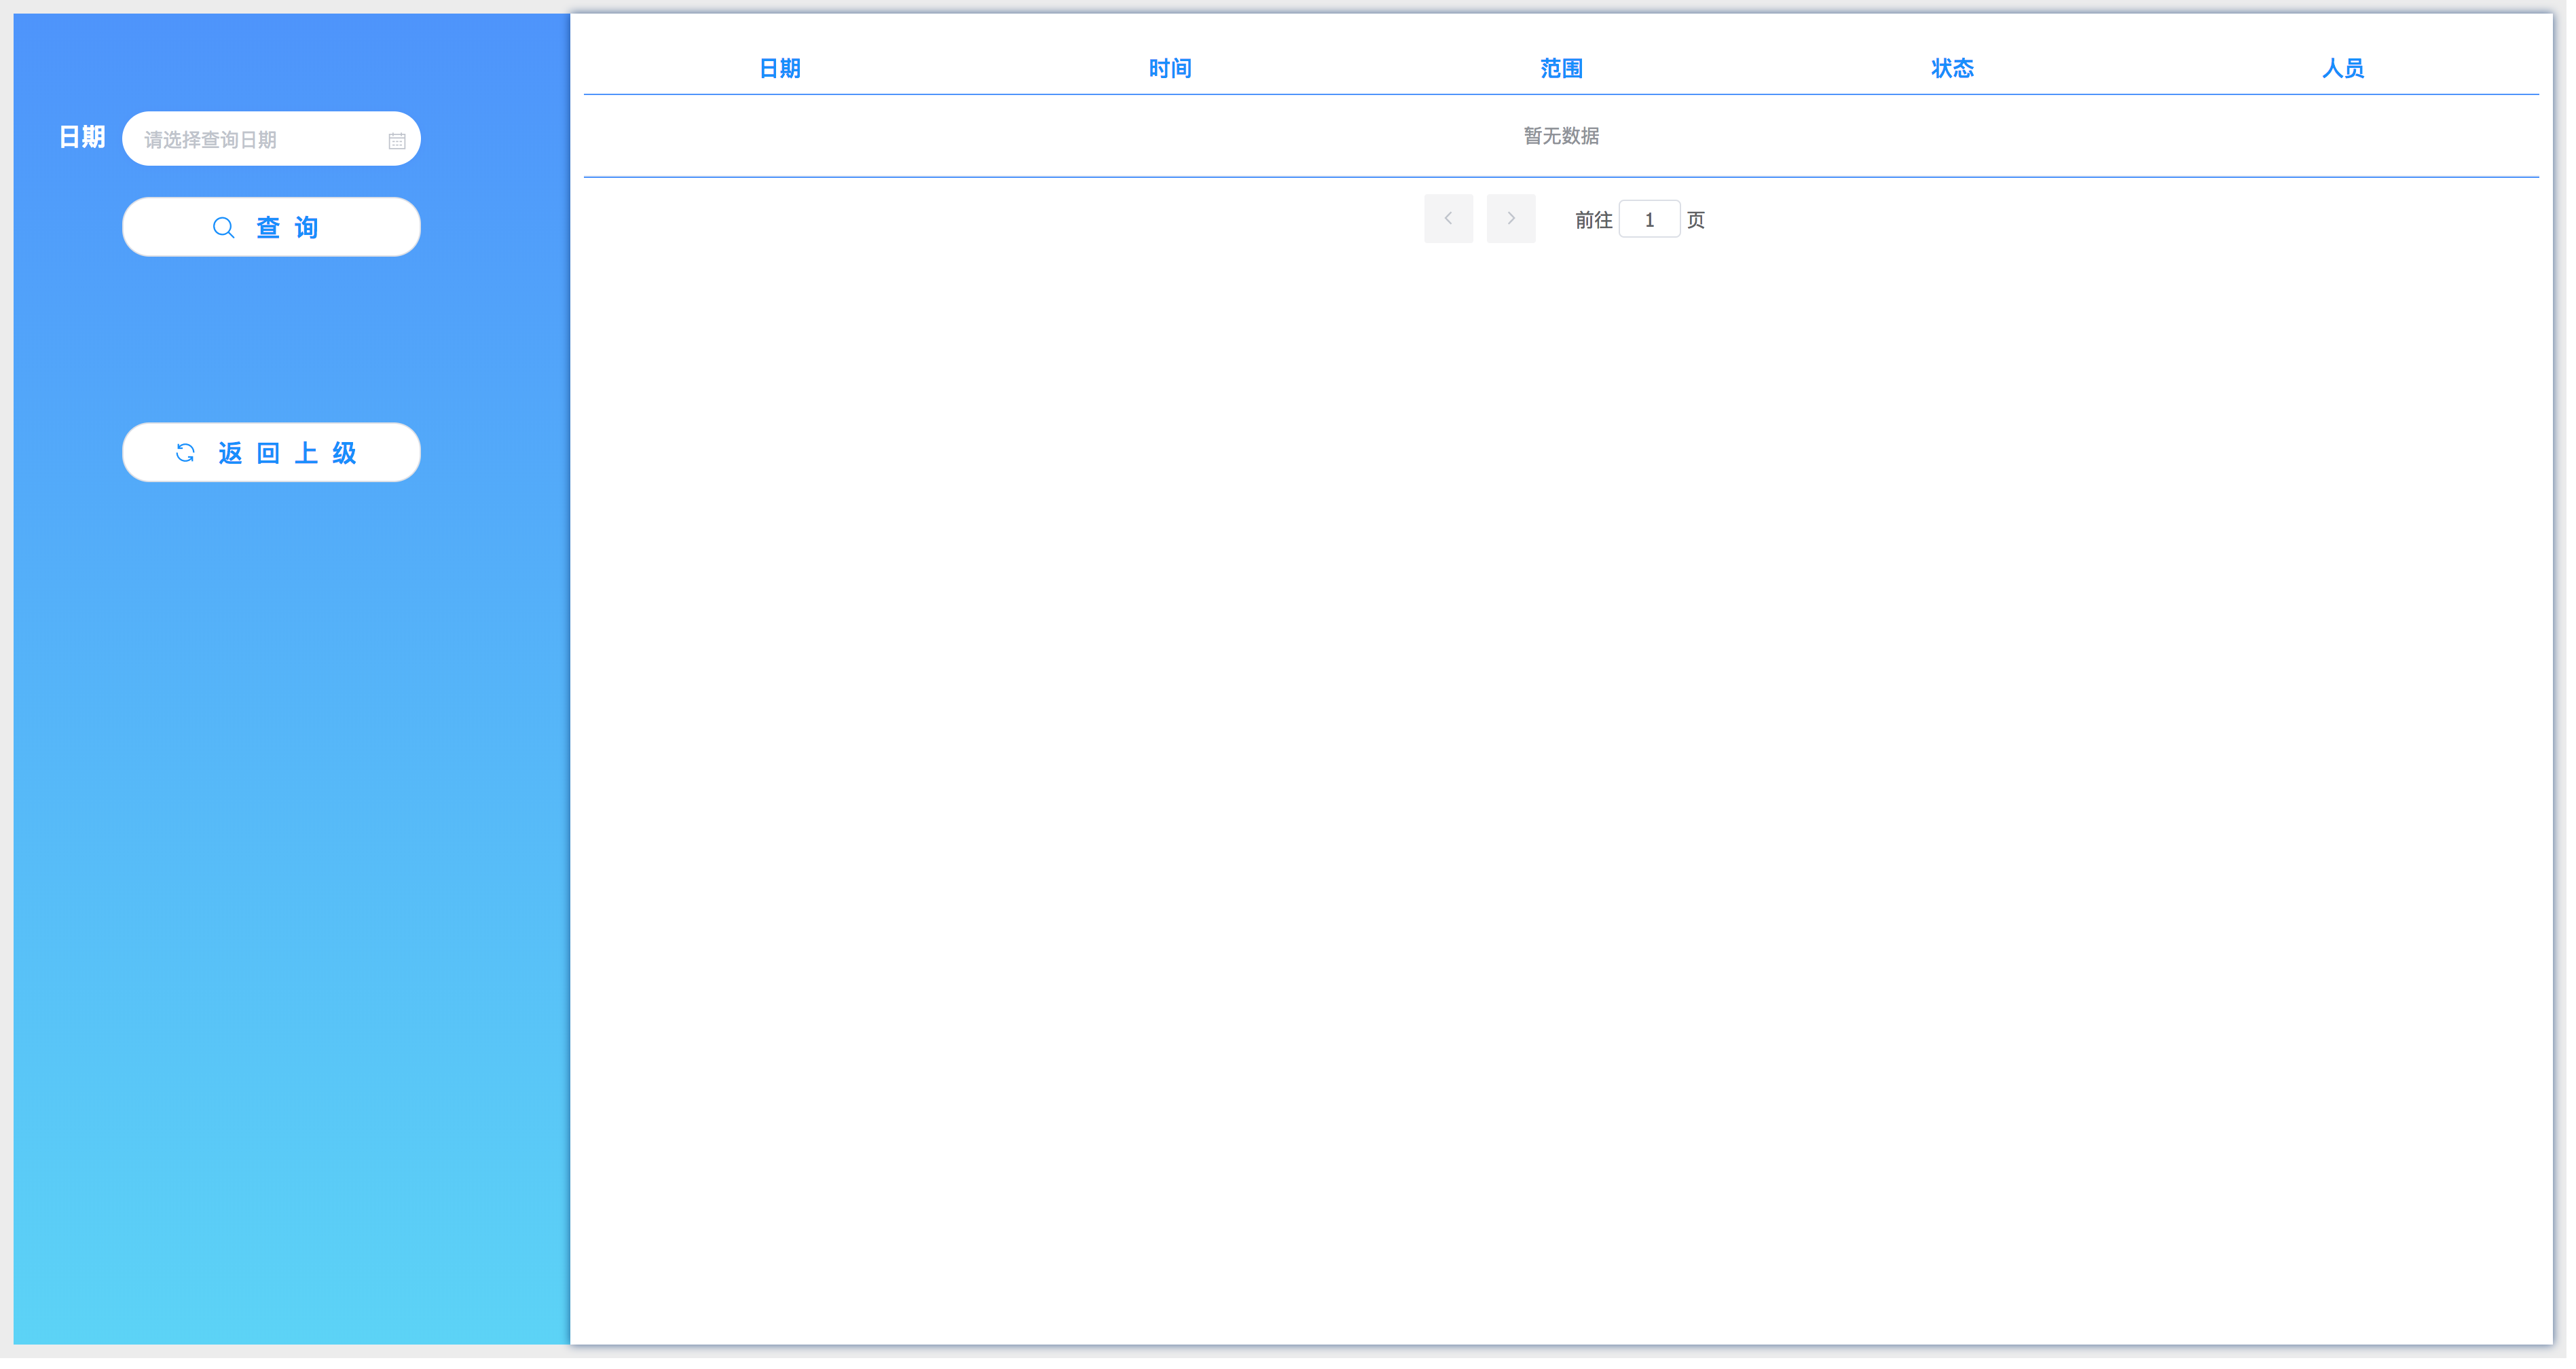 日期 请选择查询日期
查 询
返 回 上 级
日期 时间 范围 状态 人员
暂无数据
前往 1 页